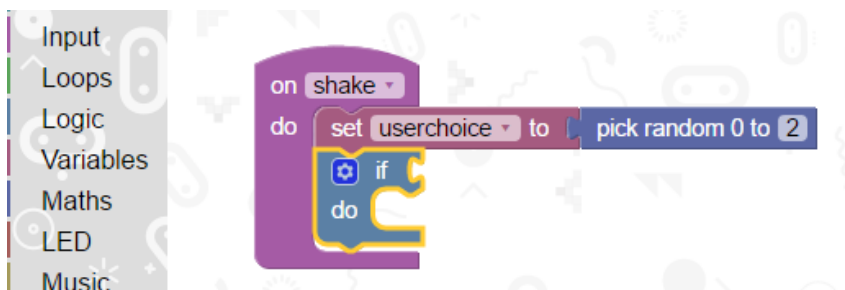 Input
Loops
Logic
Variables
Maths
LED
Music
on shake
do set userchoice to pick random 0 to 2
if
do